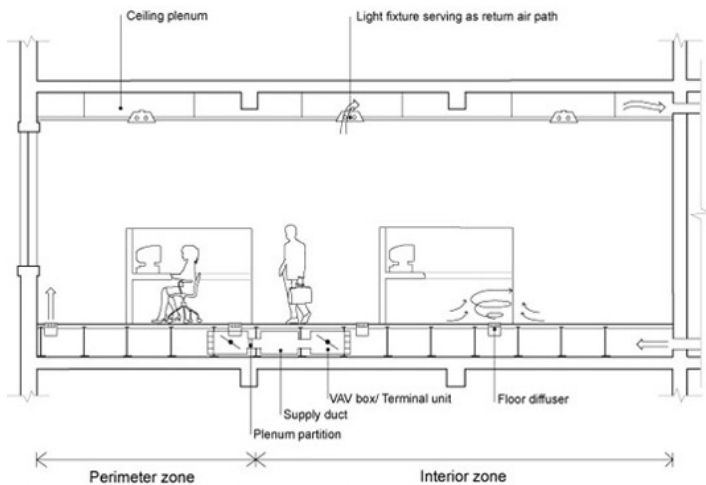 Ceiling plenum
Light fixture serving as return air path
VAV box/ Terminal unit
Floor diffuser
Supply duct
Plenum partition
Perimeter zone
Interior zone